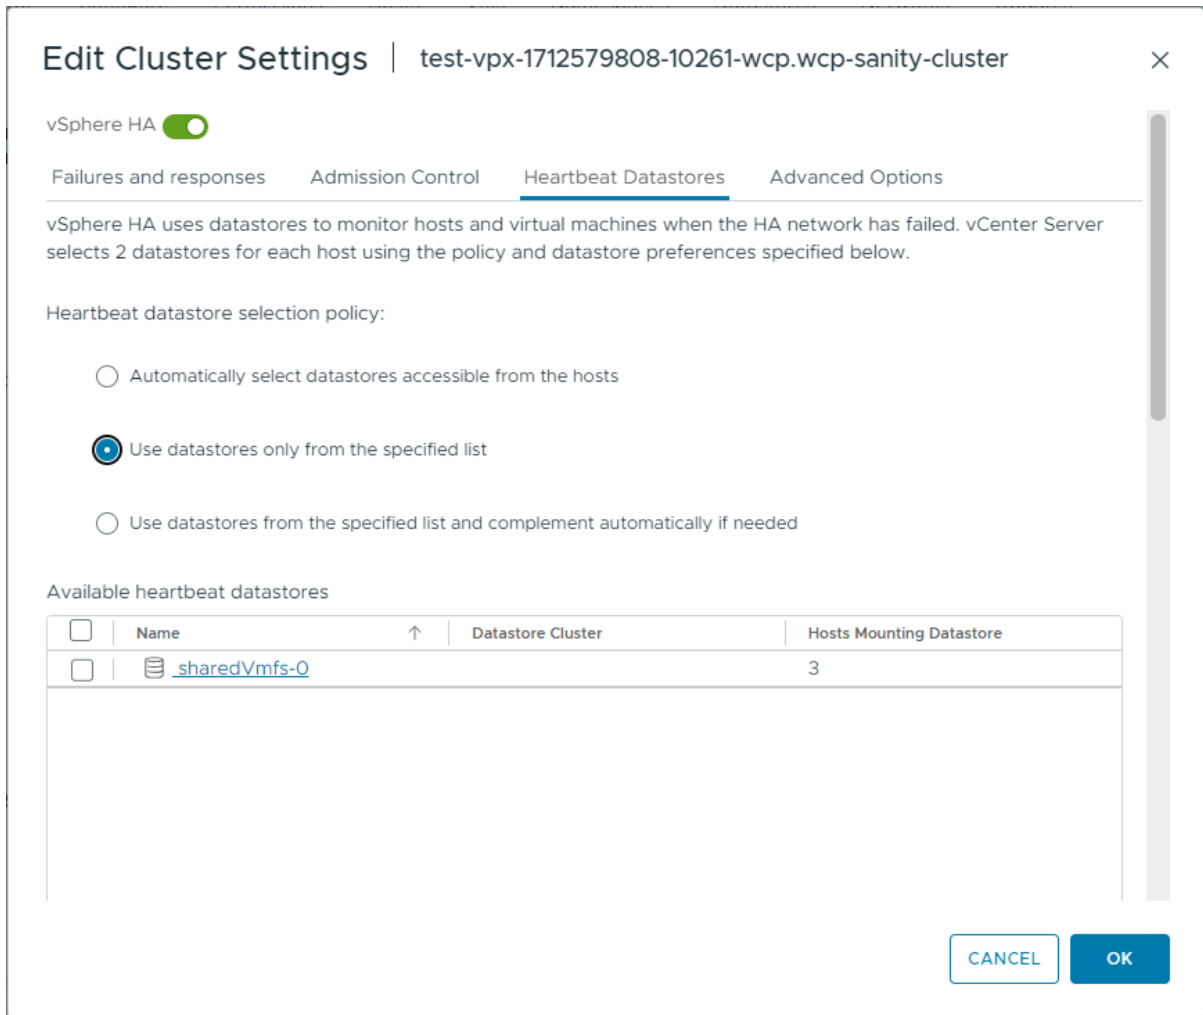 Edit Cluster Settings | test-vpx-1712579808-10261-wcp.wcp-sanity-cluster
vSphere HA
Failures and responses Admission Control Heartbeat Datastores Advanced Options
vSphere HA uses datastores to monitor hosts and virtual machines when the HA network has failed. vCenter Server
selects 2 datastores for each host using the policy and datastore preferences specified below.
Heartbeat datastore selection policy:
Automatically select datastores accessible from the hosts
Use datastores only from the specified list
Use datastores from the specified list and complement automatically if needed
Available heartbeat datastores
Name Datastore Cluster Hosts Mounting Datastore
sharedVmfs-0 3
CANCEL OK